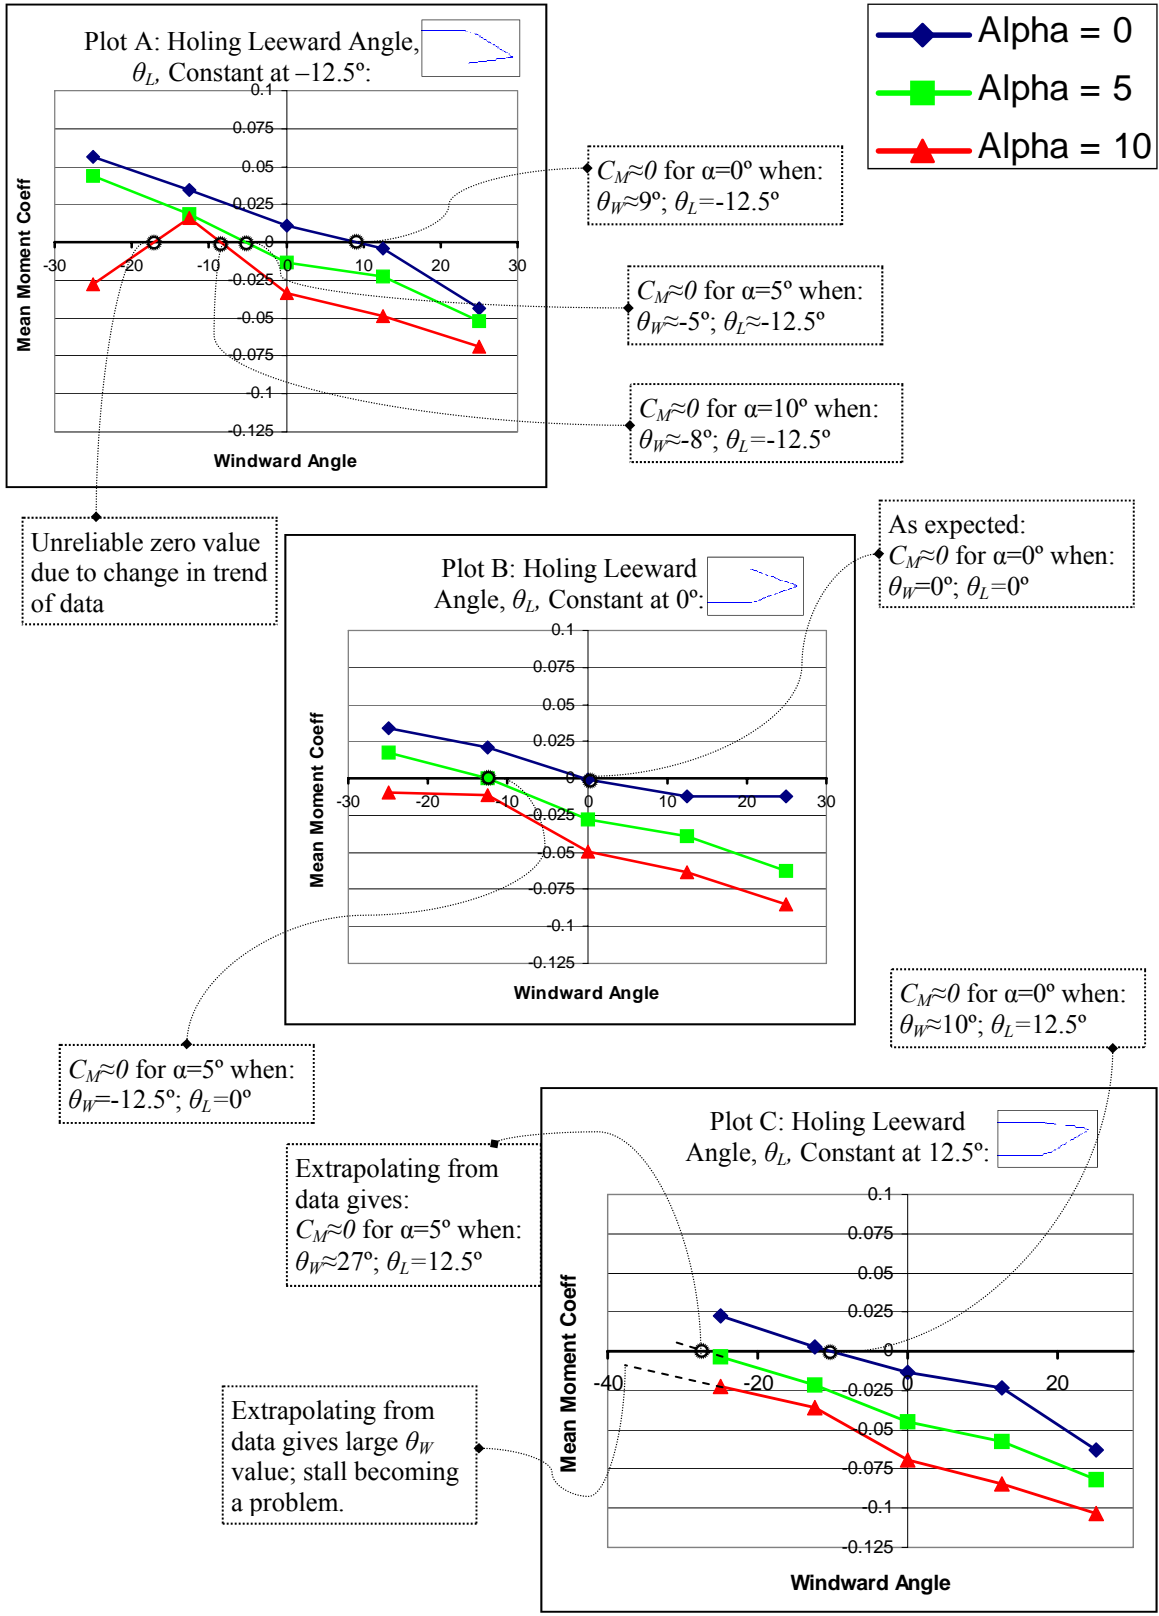 Plot A: Holing Leeward Angle,
θL, Constant at –12.5º:
0.1
0.075
0.05
0.025
0
-0.025
-0.05
-0.075
-0.1
-0.125
-30 -20 -10 0 10 20 30
Mean Moment Coeff
Windward Angle
Alpha = 0
Alpha = 5
Alpha = 10
CM≈0 for α=0º when:
θW≈9º; θL=-12.5º
CM≈0 for α=5º when:
θW≈-5º; θL≈-12.5º
CM≈0 for α=10º when:
θW≈-8º; θL=-12.5º
Unreliable zero value
due to change in trend
of data
As expected:
CM≈0 for α=0º when:
θW=0º; θL=0º
Plot B: Holing Leeward
Angle, θL, Constant at 0º:
0.1
0.075
0.05
0.025
0
-0.025
-0.05
-0.075
-0.1
-0.125
-30 -20 -10 0 10 20 30
Mean Moment Coeff
Windward Angle
CM≈0 for α=5º when:
θW=-12.5º; θL=0º
CM≈0 for α=0º when:
θW≈10º; θL=12.5º
Extrapolating from
data gives:
CM≈0 for α=5º when:
θW≈27º; θL=12.5º
Plot C: Holing Leeward
Angle, θL, Constant at 12.5º:
0.1
0.075
0.05
0.025
0
-0.025
-0.05
-0.075
-0.1
-0.125
-40 -20 0 20
Mean Moment Coeff
Windward Angle
Extrapolating from
data gives large θW
value; stall becoming
a problem.